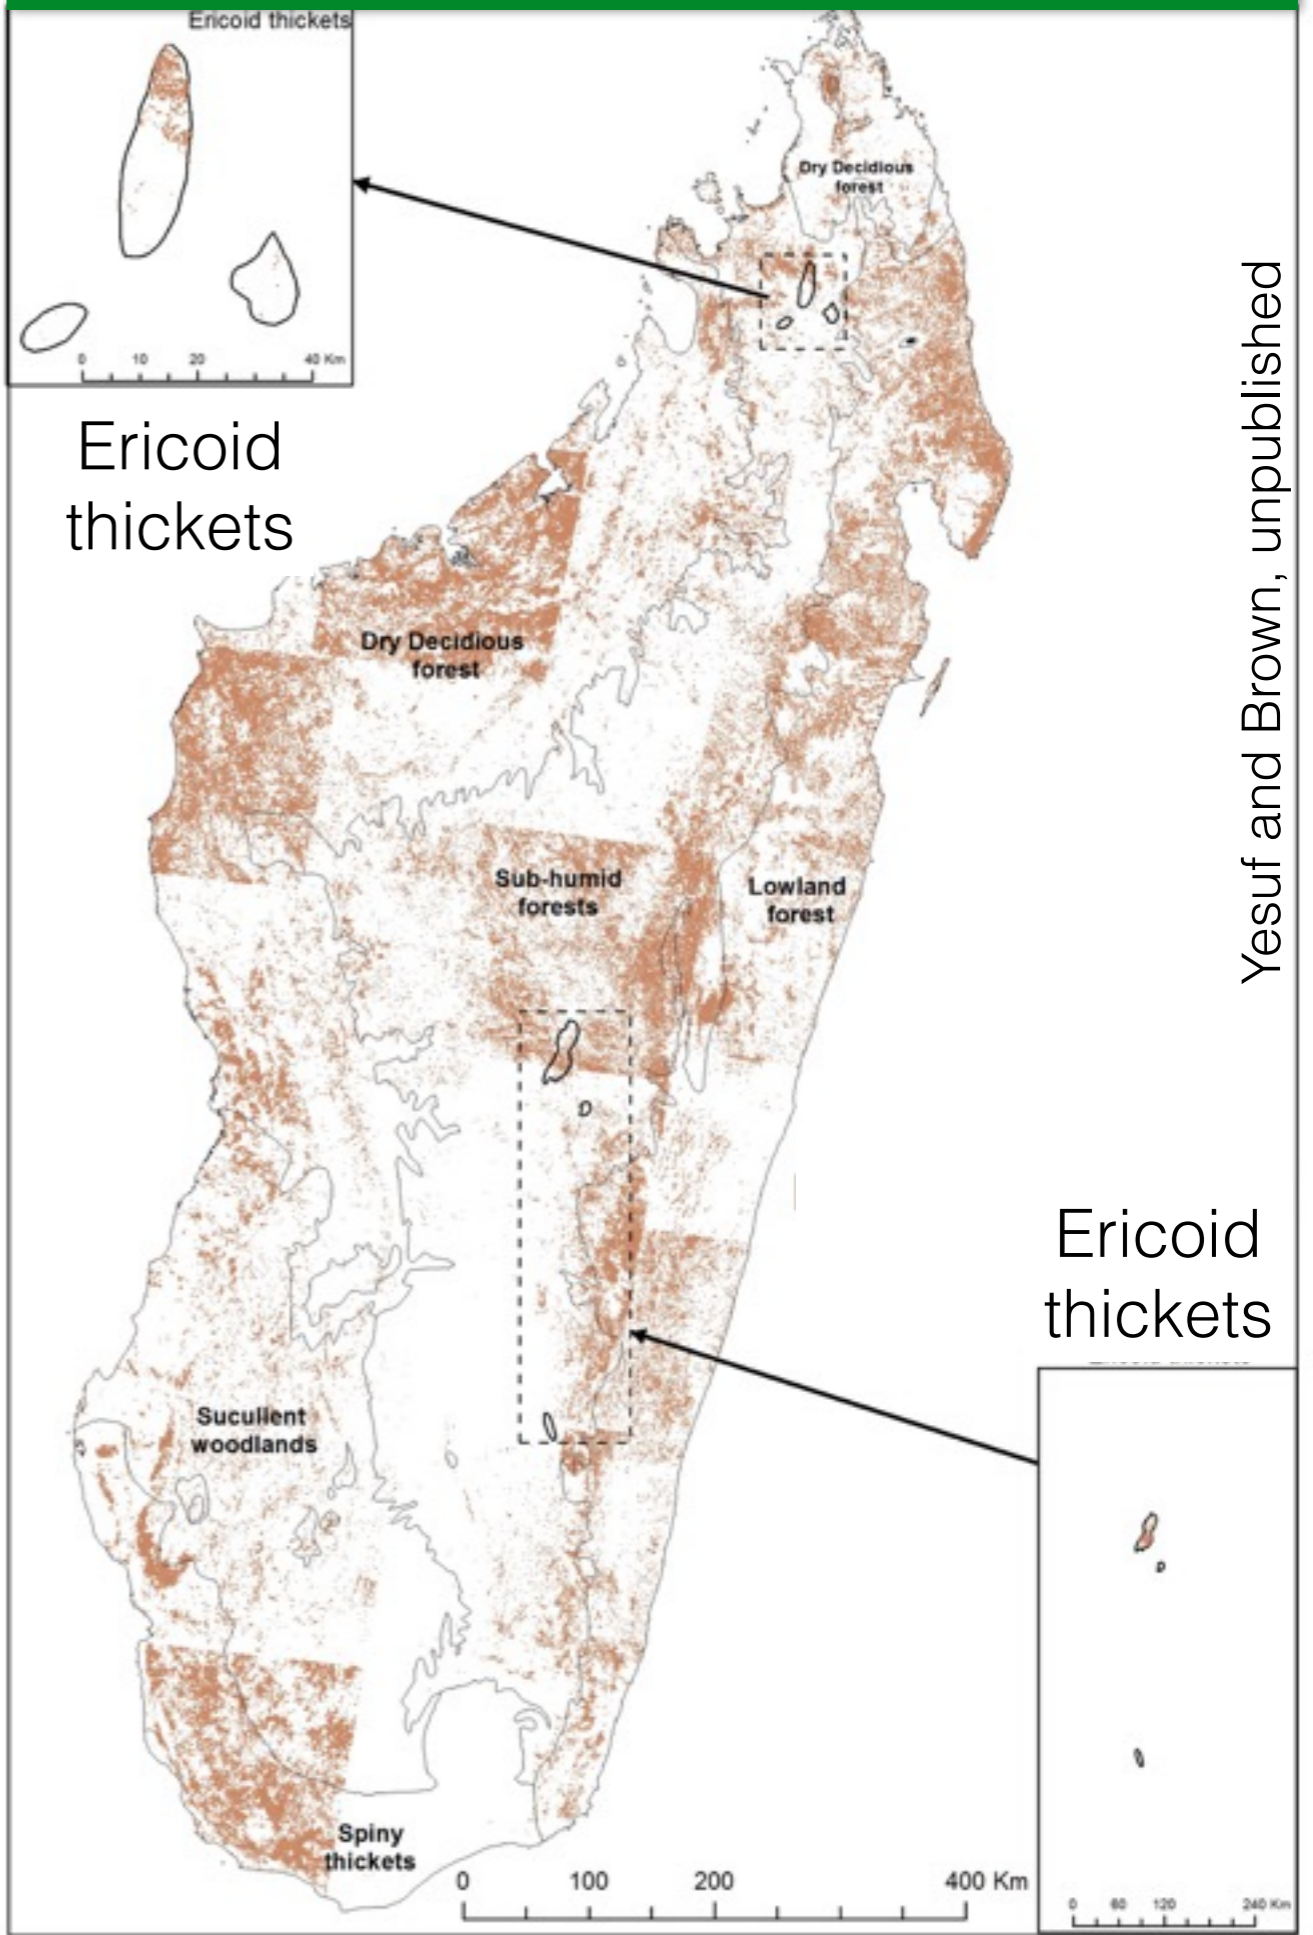 Ericoid thickets
0 10 20 40 Km
Ericoid
thickets
Dry Decidious
forest
Yesuf and Brown, unpublished
Dry Decidious
forest
Sub-humid
forests
Lowland
forest
Ericoid
thickets
Suculent
woodlands
Spiny
thickets
0 100 200 400 Km
0 60 120 240 Km